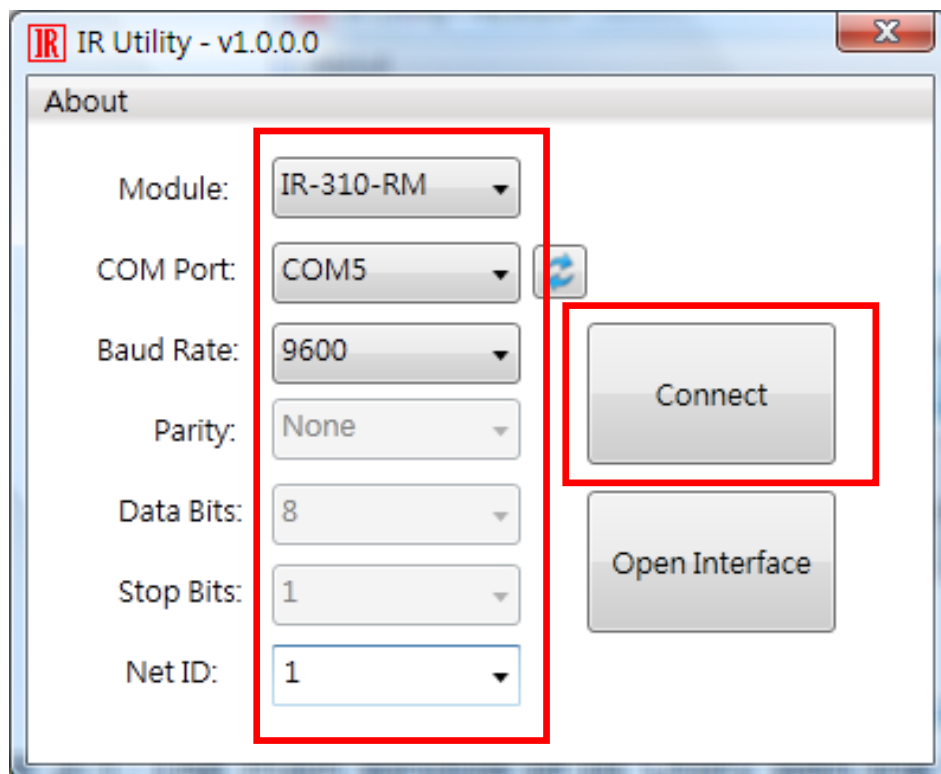 IR IR Utility - v1.0.0.0
About
Module: IR-310-RM
COM Port: COM5
Baud Rate: 9600
Connect
Parity: None
Data Bits: 8
Open Interface
Stop Bits: 1
Net ID: 1